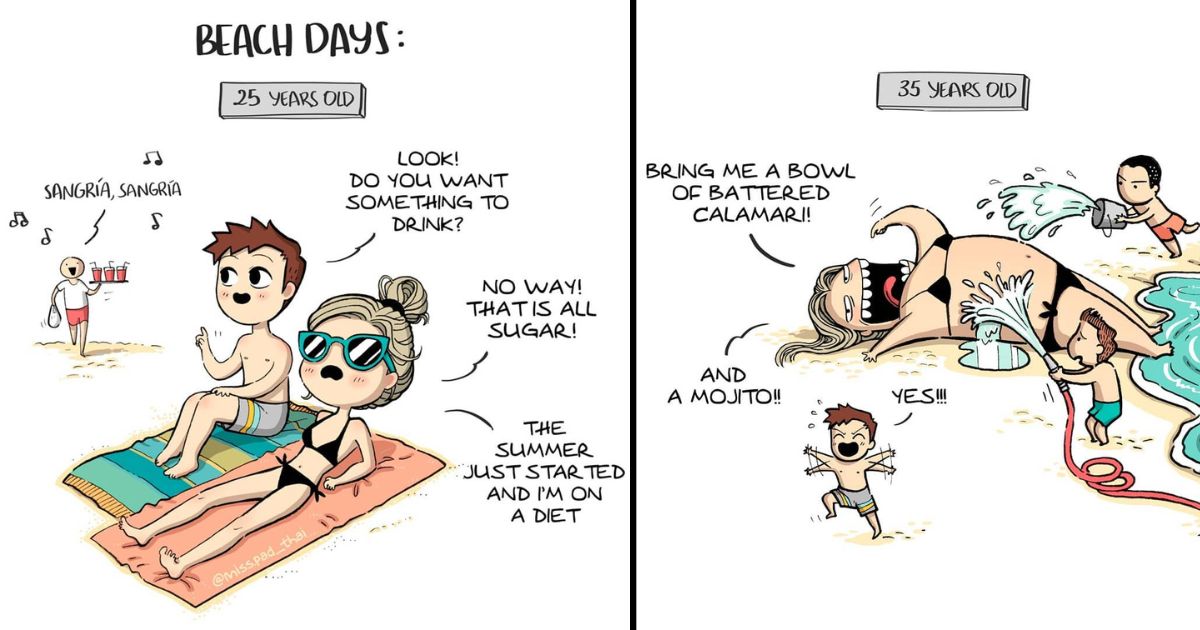 BEACH DAYS:
25 YEARS OLD
SANGRÍA, SANGRÍA
LOOK!
DO YOU WANT
SOMETHING TO
DRINK?
NO WAY!
THAT IS ALL
SUGAR!
THE
SUMMER
JUST STARTED
AND I'M ON
A DIET
@miss.pad_thai
35 YEARS OLD
BRING ME A BOWL
OF BATTERED
CALAMARI!
AND
A MOJITO!!
YES!!!